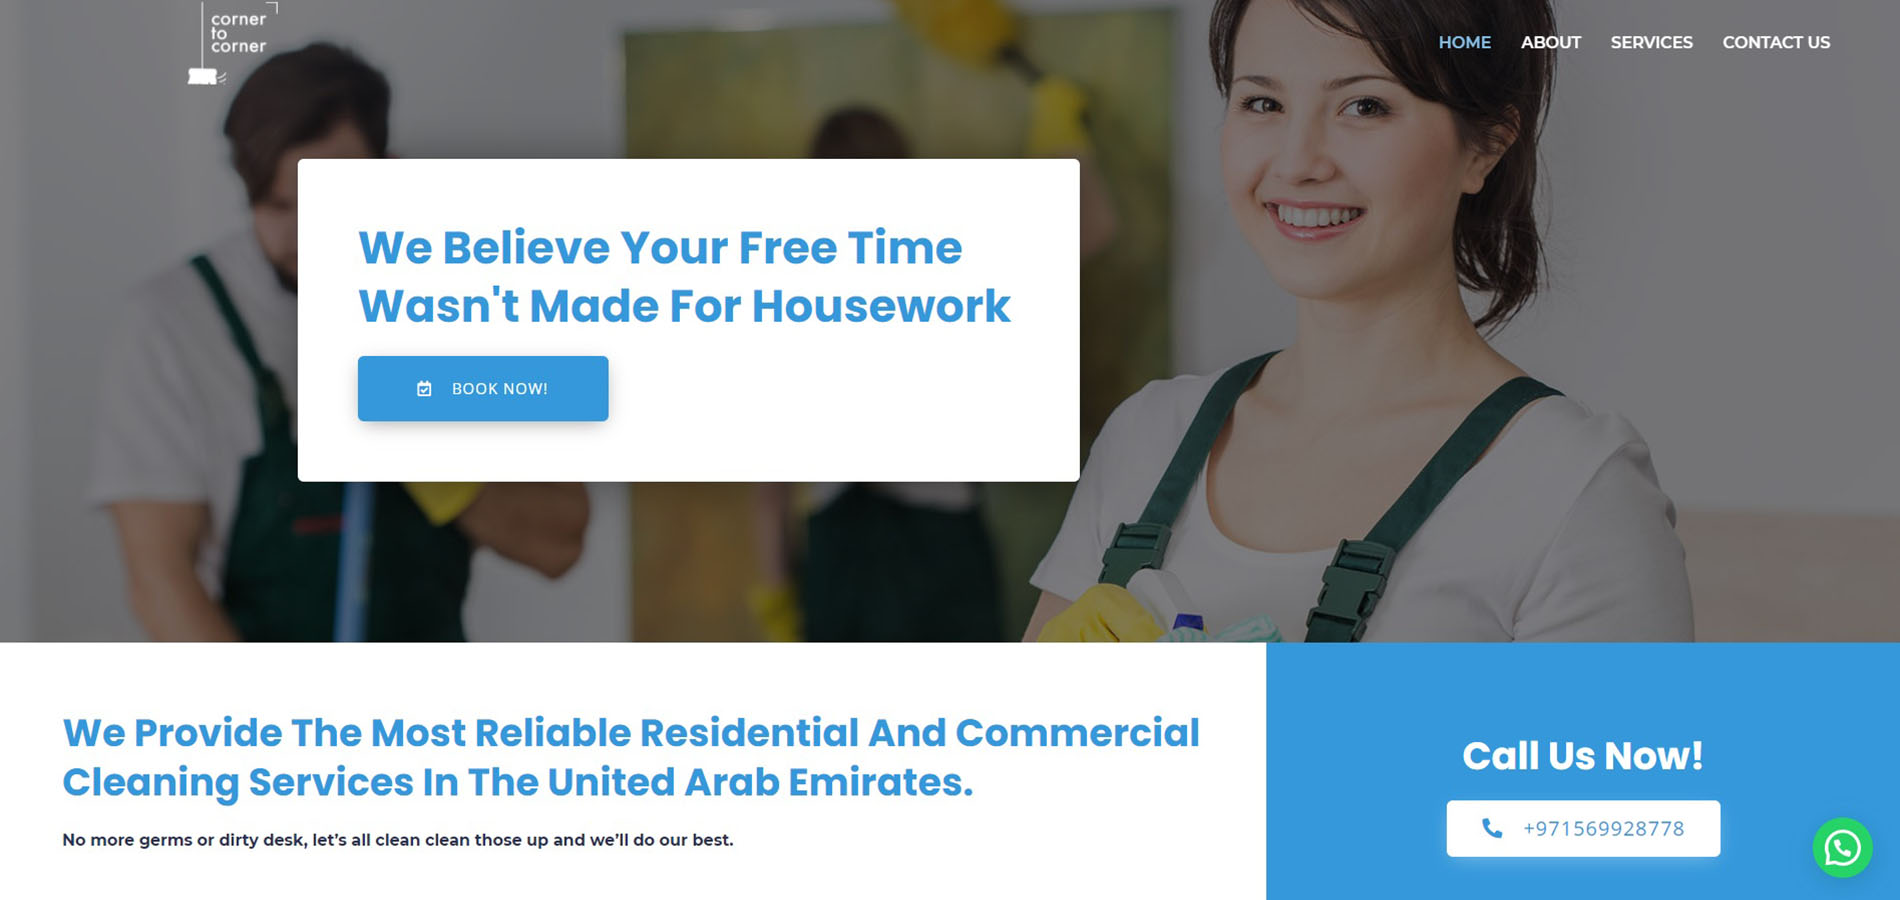 corner
to
corner
HOME ABOUT SERVICES CONTACT US
We Believe Your Free Time
Wasn't Made For Housework
BOOK NOW!
We Provide The Most Reliable Residential And Commercial
Cleaning Services In The United Arab Emirates.
No more germs or dirty desk, let’s all clean clean those up and we’ll do our best.
Call Us Now!
+971569928778